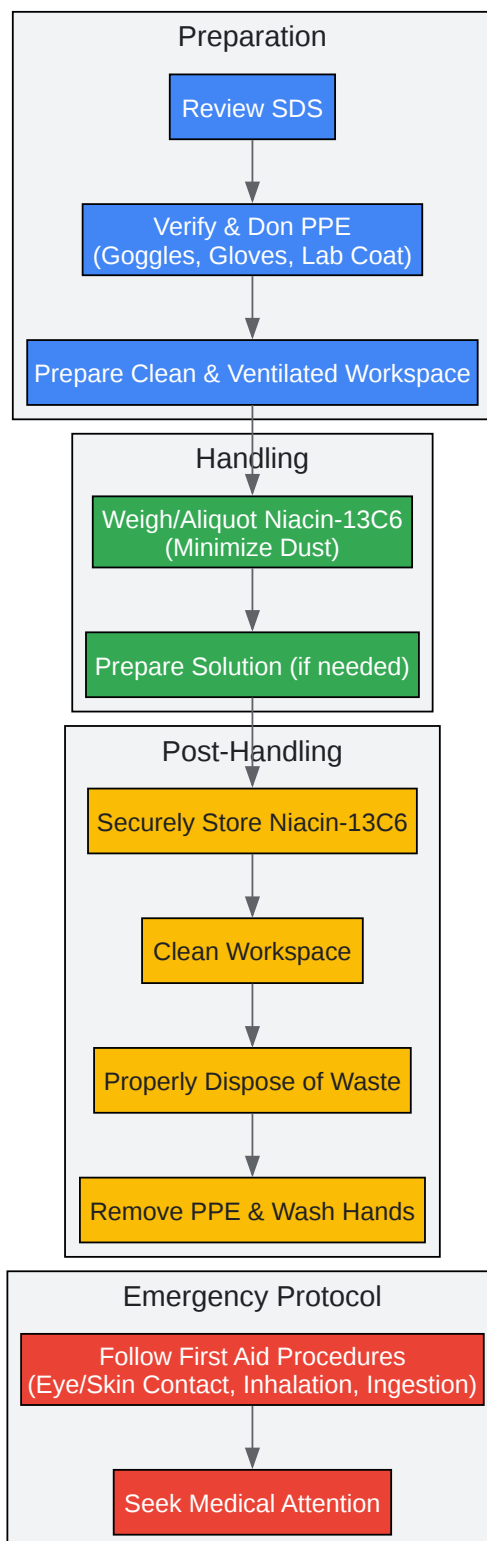 Preparation
Review SDS
Verify & Don PPE
(Goggles, Gloves, Lab Coat)
Prepare Clean & Ventilated Workspace
Handling
Weigh/Aliquot Niacin-13C6
(Minimize Dust)
Prepare Solution (if needed)
Post-Handling
Securely Store Niacin-13C6
Clean Workspace
Properly Dispose of Waste
Remove PPE & Wash Hands
Emergency Protocol
Follow First Aid Procedures
(Eye/Skin Contact, Inhalation, Ingestion)
Seek Medical Attention